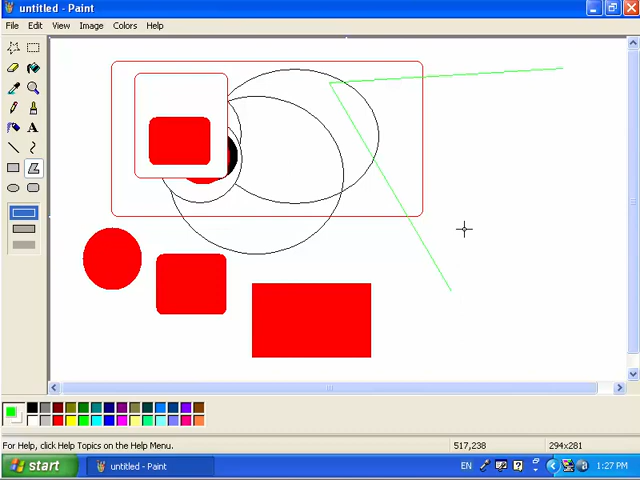 untitled - Paint
File Edit View Image Colors Help
A
For Help, click Help Topics on the Help Menu.
517,238
294x281
start
untitled - Paint
EN
1:27 PM